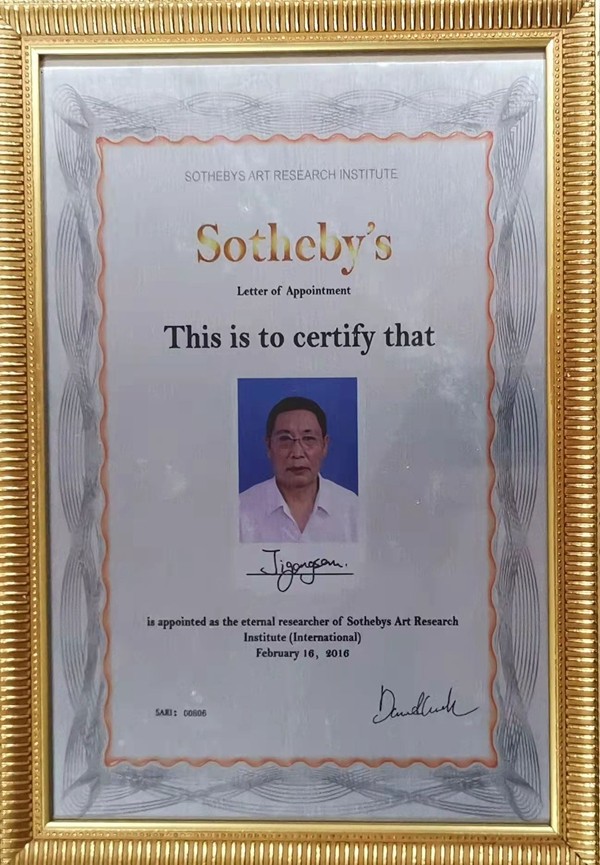 SOTHEBYS ART RESEARCH INSTITUTE
Sotheby's
Letter of Appointment
This is to certify that
Jigongsan.
is appointed as the eternal researcher of Sothebys Art Research
Institute (International)
February 16, 2016
SARI: 00806